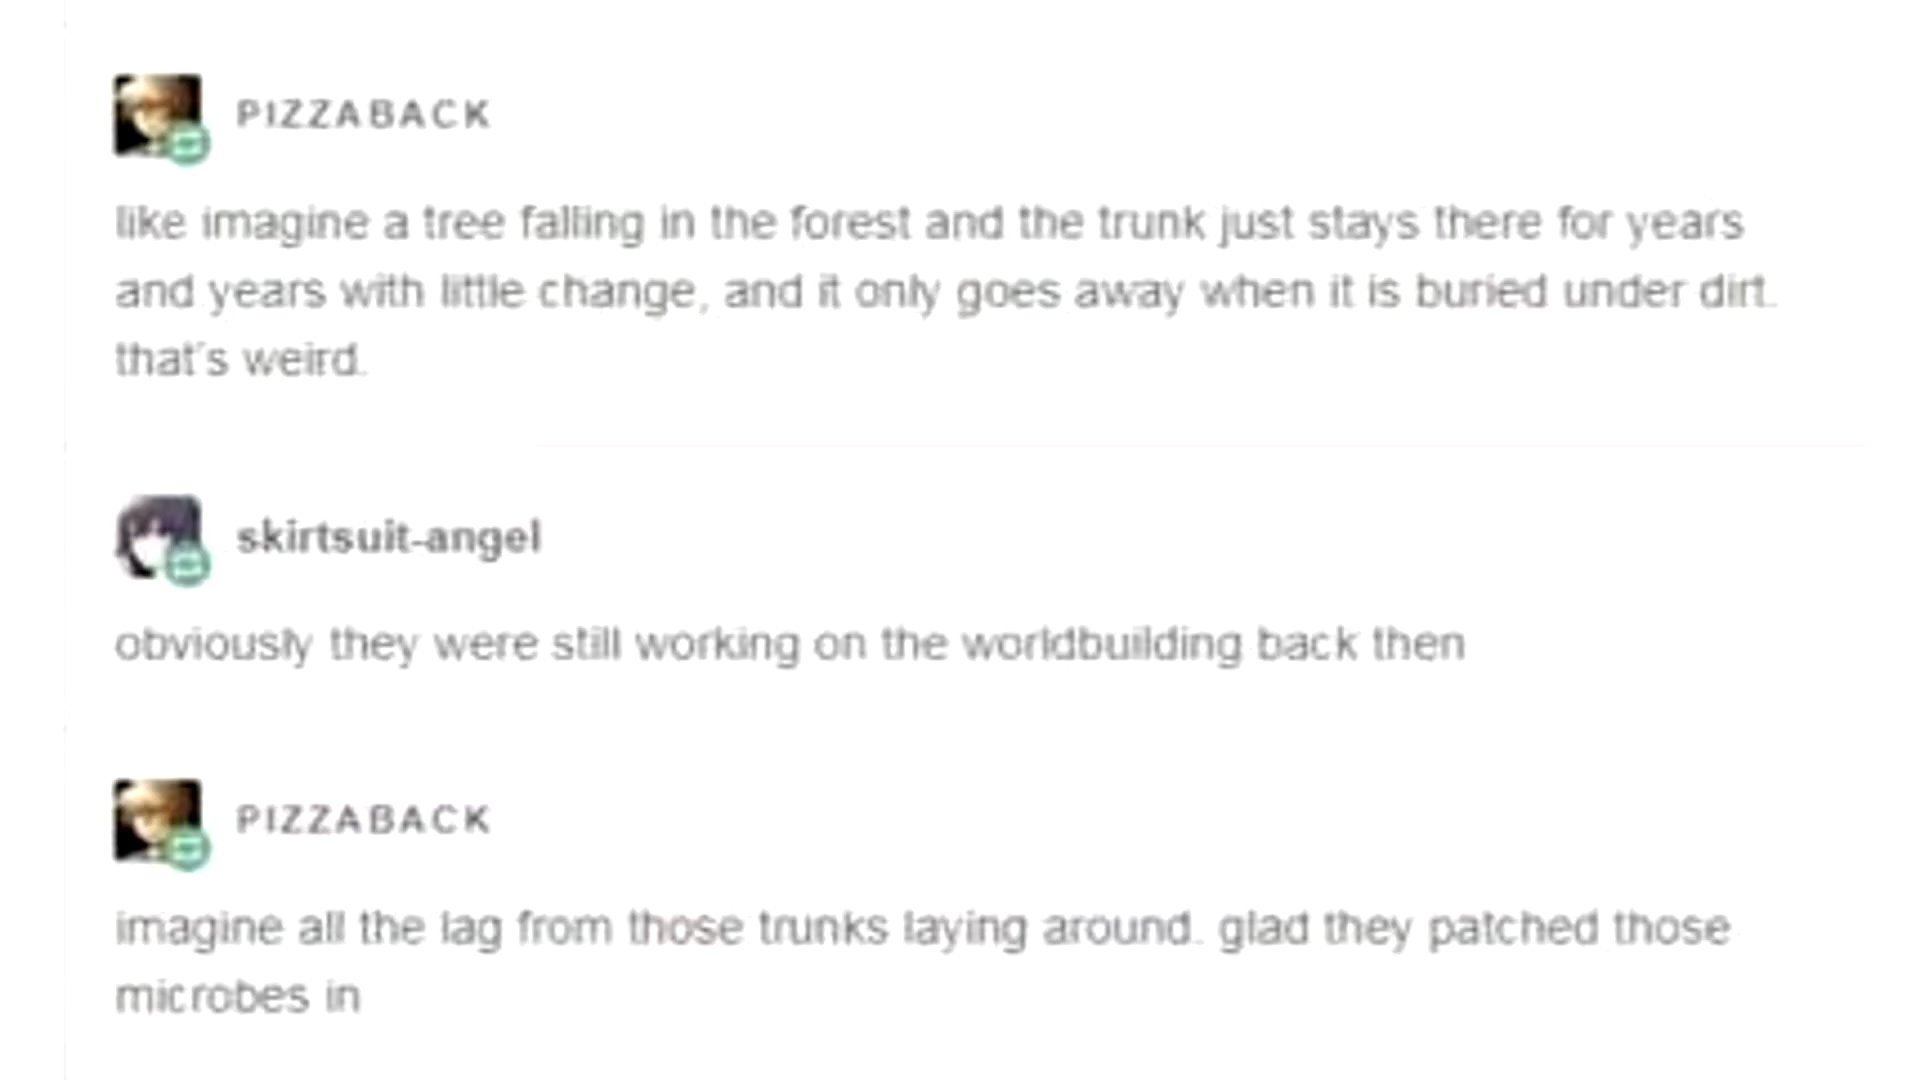 PIZZABACK
like imagine a tree falling in the forest and the trunk just stays there for years
and years with little change, and it only goes away when it is buried under dirt.
that's weird.
skirtsuit-angel
obviously they were still working on the worldbuilding back then
PIZZABACK
imagine all the lag from those trunks laying around. glad they patched those
microbes in